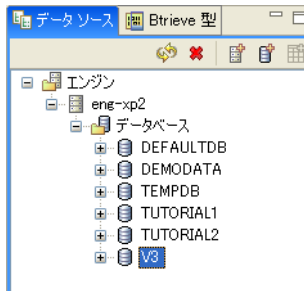 データ ソース Btrieve 型
エンジン
eng-xp2
データベース
DEFAULTDB
DEMODATA
TEMPDB
TUTORIAL1
TUTORIAL2
V3